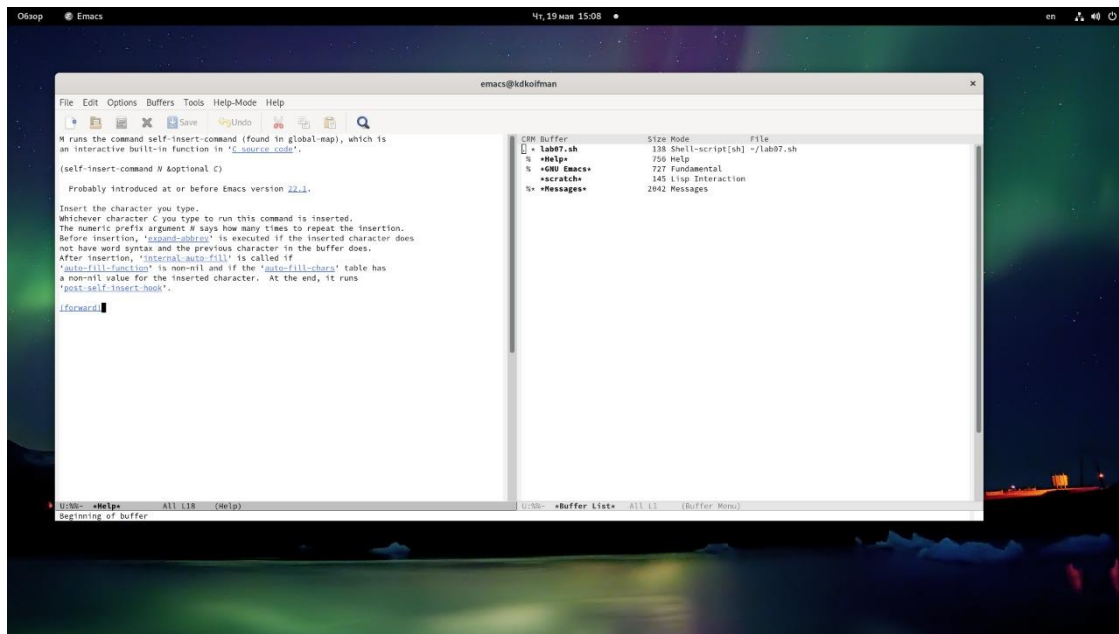 Обзор Emacs Чт, 19 мая 15:08 en
emacs@kdkoifman
File Edit Options Buffers Tools Help-Mode Help
Save Undo
M runs the command self-insert-command (found in global-map), which is
an interactive built-in function in ‘C source code’.
(self-insert-command N &optional C)
Probably introduced at or before Emacs version 22.1.
Insert the character you type.
Whichever character C you type to run this command is inserted.
The numeric prefix argument N says how many times to repeat the insertion.
Before insertion, ‘expand-abbrev’ is executed if the inserted character does
not have word syntax and the previous character in the buffer does.
After insertion, ‘internal-auto-fill’ is called if
‘auto-fill-function’ is non-nil and if the ‘auto-fill-chars’ table has
a non-nil value for the inserted character. At the end, it runs
‘post-self-insert-hook’.
[forward]
U:%%- *Help* All L18 (Help)
Beginning of buffer
CRM Buffer Size Mode File
. * lab07.sh 138 Shell-script[sh] ~/lab07.sh
% *Help* 756 Help
% *GNU Emacs* 727 Fundamental
*scratch* 145 Lisp Interaction
%* *Messages* 2042 Messages
U:%%- *Buffer List* All L1 (Buffer Menu)